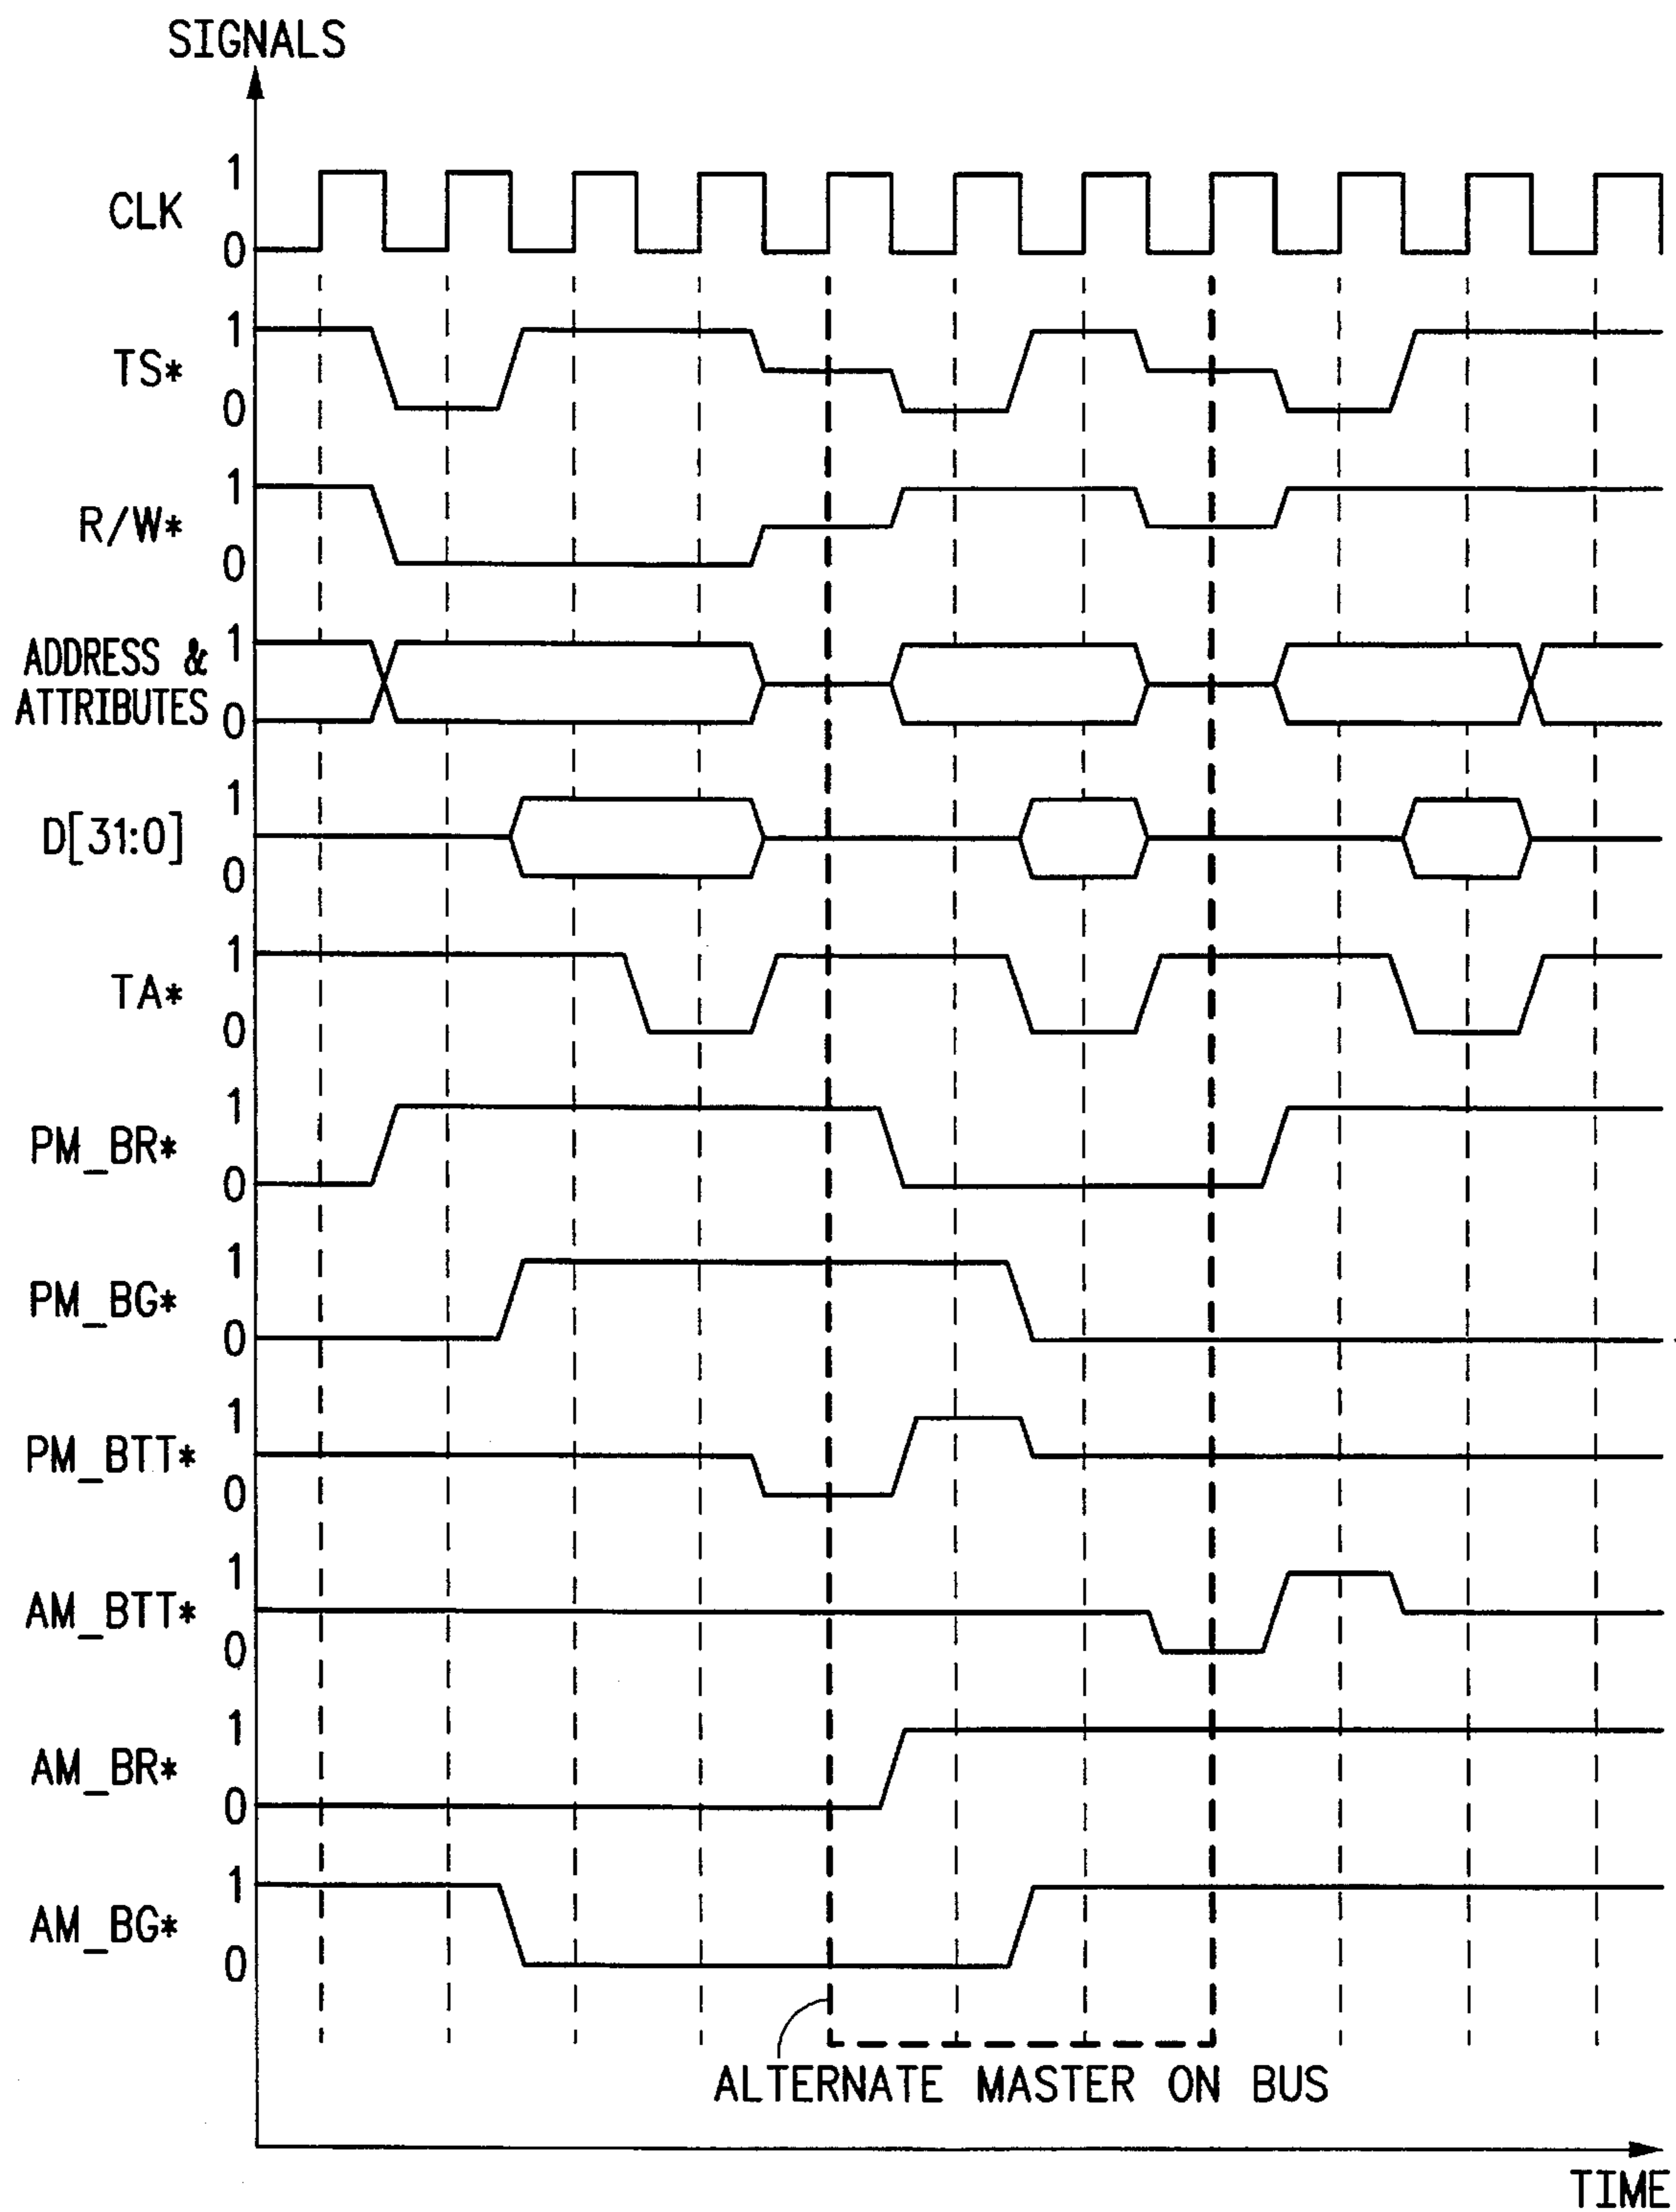 SIGNALS
1
CLK
0
1
TS*
0
1
R/W*
0
ADDRESS & 1
ATTRIBUTES 0
1
D[31:0]
0
1
TA*
0
1
PM_BR*
0
1
PM_BG*
0
1
PM_BTT*
0
1
AM_BTT*
0
1
AM_BR*
0
1
AM_BG*
0
ALTERNATE MASTER ON BUS
TIME